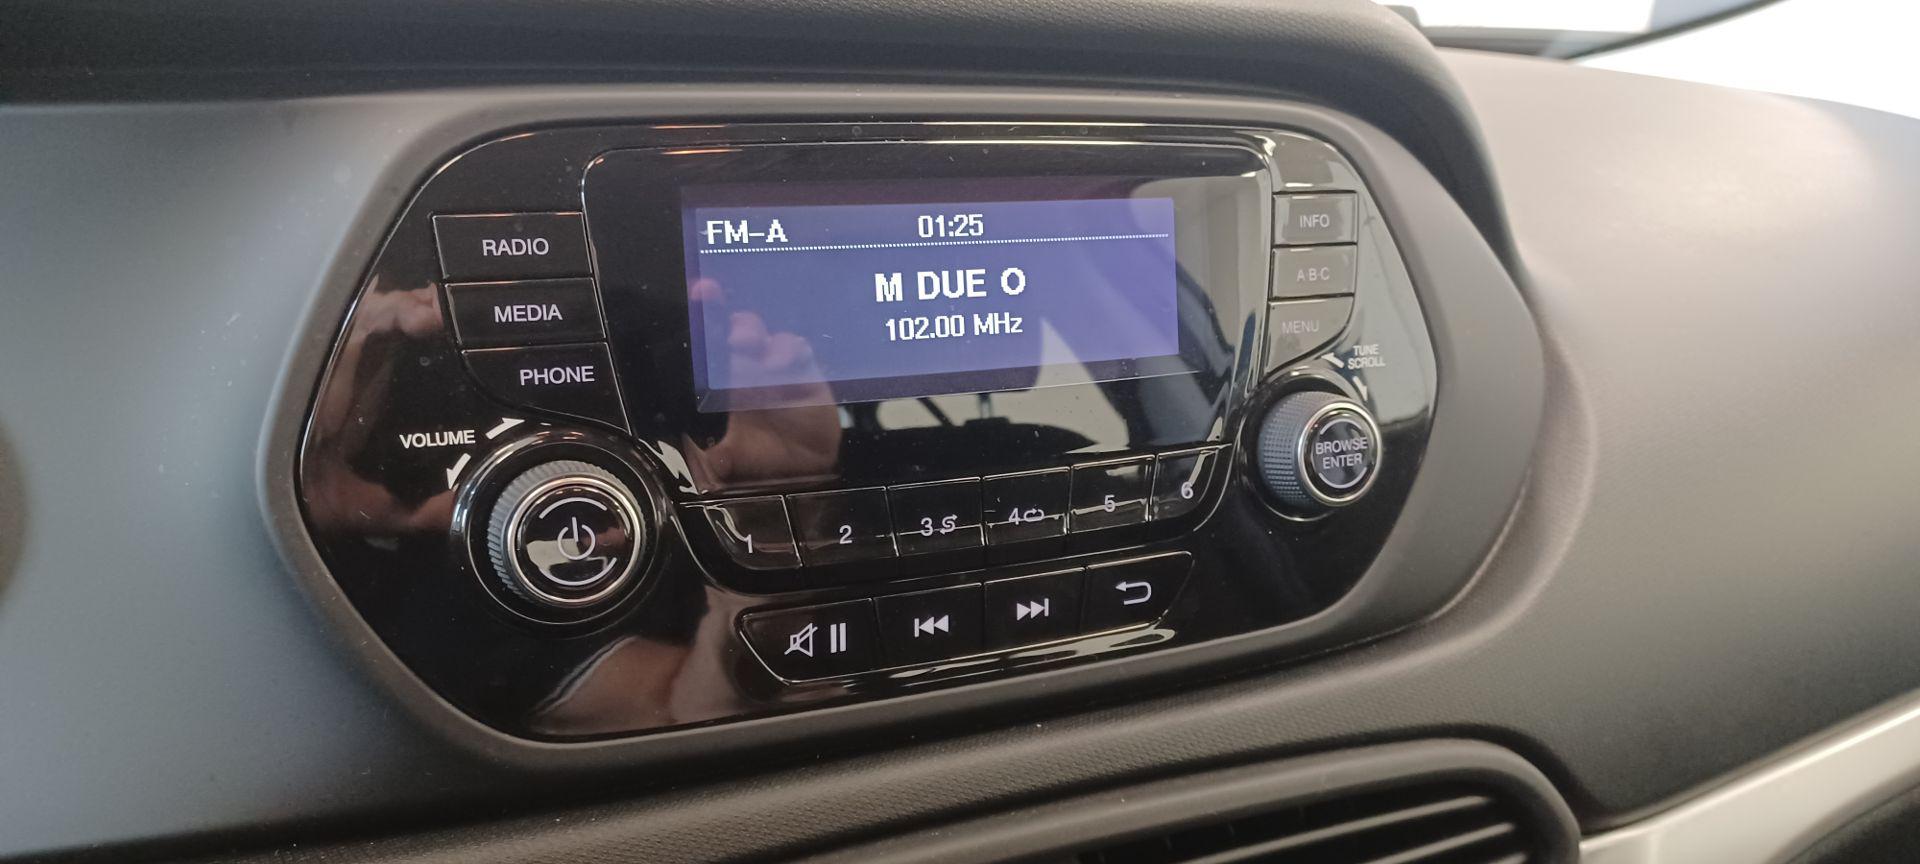 FM-A 01:25
M DUE O
102.00 MHz
RADIO
MEDIA
PHONE
VOLUME
INFO
A·B·C
MENU
TUNE
SCROLL
BROWSE
ENTER
1 2 3 4 5 6